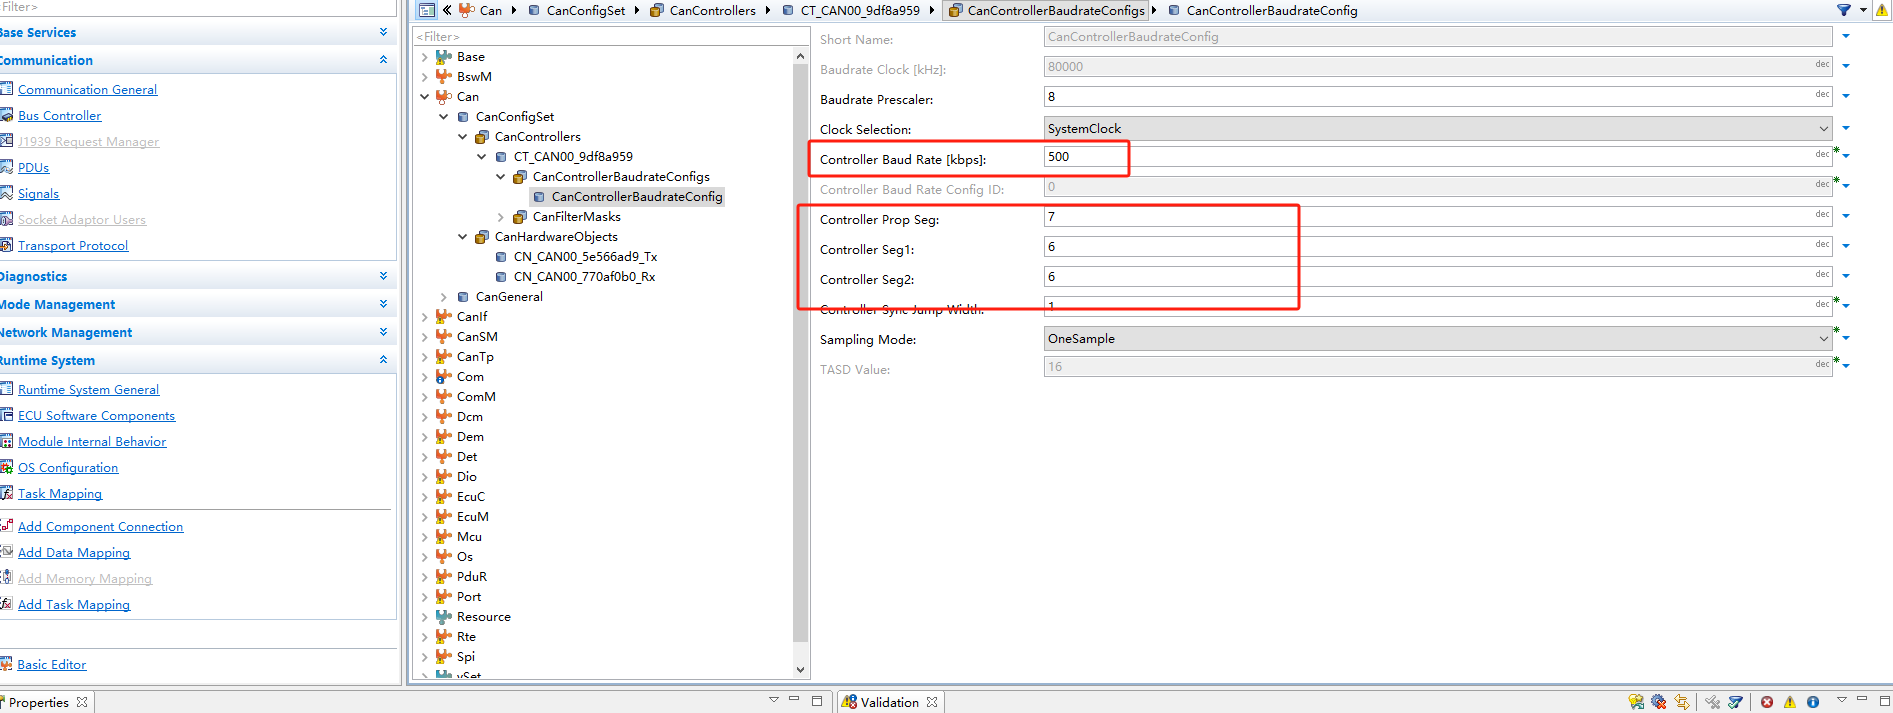 <Filter>
Base Services
Communication
Communication General
Bus Controller
J1939 Request Manager
PDUs
Signals
Socket Adaptor Users
Transport Protocol
Diagnostics
Mode Management
Network Management
Runtime System
Runtime System General
ECU Software Components
Module Internal Behavior
OS Configuration
Task Mapping
Add Component Connection
Add Data Mapping
Add Memory Mapping
Add Task Mapping
Basic Editor
Can CanConfigSet CanControllers CT_CAN00_9df8a959 CanControllerBaudrateConfigs CanControllerBaudrateConfig
<Filter>
Base
BswM
Can
CanConfigSet
CanControllers
CT_CAN00_9df8a959
CanControllerBaudrateConfigs
CanControllerBaudrateConfig
CanFilterMasks
CanHardwareObjects
CN_CAN00_5e566ad9_Tx
CN_CAN00_770af0b0_Rx
CanGeneral
CanIf
CanSM
CanTp
Com
ComM
Dcm
Dem
Det
Dio
EcuC
EcuM
Mcu
Os
PduR
Port
Resource
Rte
Spi
vSet
Short Name: CanControllerBaudrateConfig
Baudrate Clock [kHz]: 80000 dec
Baudrate Prescaler: 8 dec
Clock Selection: SystemClock
Controller Baud Rate [kbps]: 500 dec *
Controller Baud Rate Config ID: 0 dec *
Controller Prop Seg: 7 dec
Controller Seg1: 6 dec
Controller Seg2: 6 dec
Controller Sync Jump Width: 1 dec *
Sampling Mode: OneSample *
TASD Value: 16 dec *
Properties
Validation